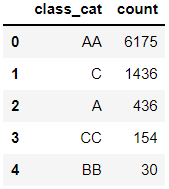 class_cat count
0 AA 6175
1 C 1436
2 A 436
3 CC 154
4 BB 30